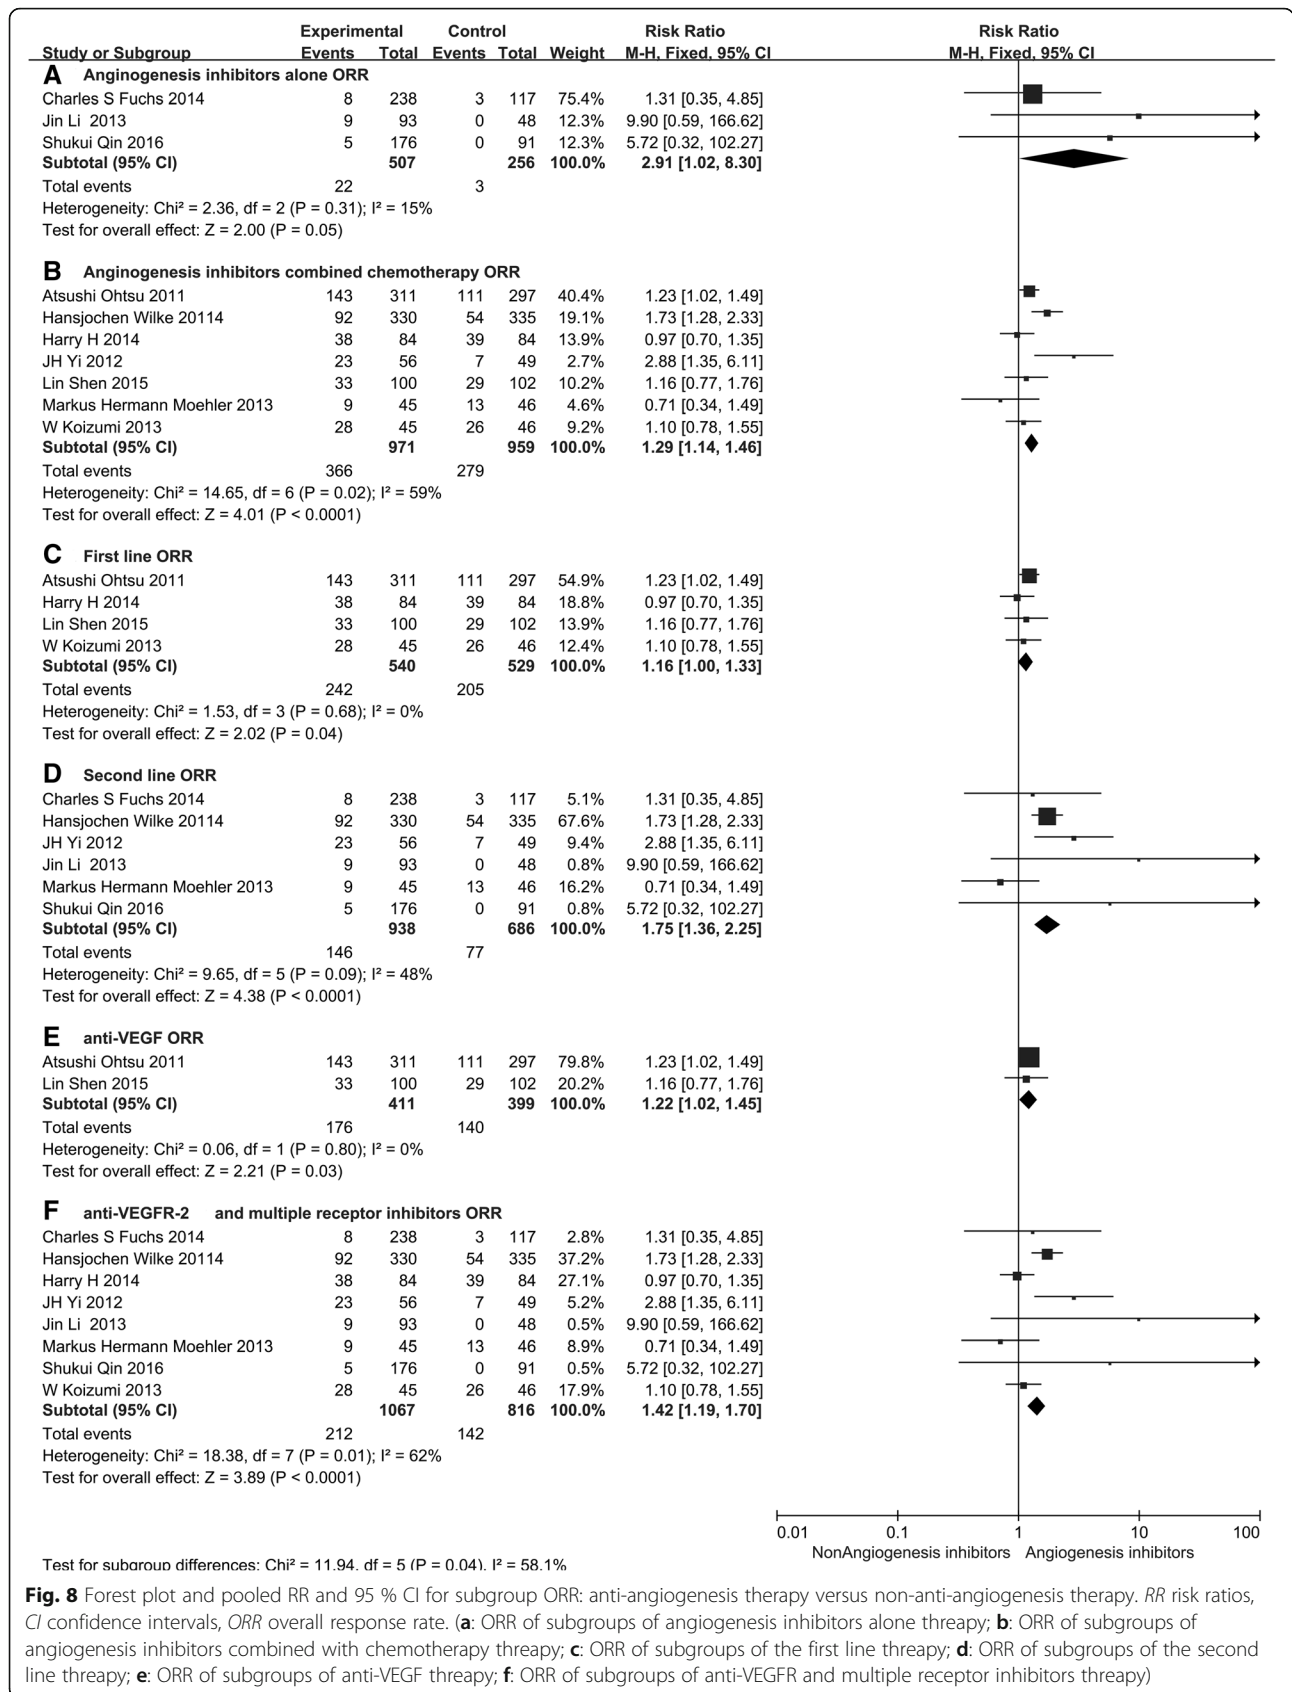 Experimental Control Risk Ratio Risk Ratio
Study or Subgroup Events Total Events Total Weight M-H, Fixed, 95% CI M-H, Fixed, 95% CI
A Anginogenesis inhibitors alone ORR
Charles S Fuchs 2014 8 238 3 117 75.4% 1.31 [0.35, 4.85]
Jin Li 2013 9 93 0 48 12.3% 9.90 [0.59, 166.62]
Shukui Qin 2016 5 176 0 91 12.3% 5.72 [0.32, 102.27]
Subtotal (95% CI) 507 256 100.0% 2.91 [1.02, 8.30]
Total events 22 3
Heterogeneity: Chi² = 2.36, df = 2 (P = 0.31); I² = 15%
Test for overall effect: Z = 2.00 (P = 0.05)
B Anginogenesis inhibitors combined chemotherapy ORR
Atsushi Ohtsu 2011 143 311 111 297 40.4% 1.23 [1.02, 1.49]
Hansjochen Wilke 20114 92 330 54 335 19.1% 1.73 [1.28, 2.33]
Harry H 2014 38 84 39 84 13.9% 0.97 [0.70, 1.35]
JH Yi 2012 23 56 7 49 2.7% 2.88 [1.35, 6.11]
Lin Shen 2015 33 100 29 102 10.2% 1.16 [0.77, 1.76]
Markus Hermann Moehler 2013 9 45 13 46 4.6% 0.71 [0.34, 1.49]
W Koizumi 2013 28 45 26 46 9.2% 1.10 [0.78, 1.55]
Subtotal (95% CI) 971 959 100.0% 1.29 [1.14, 1.46]
Total events 366 279
Heterogeneity: Chi² = 14.65, df = 6 (P = 0.02); I² = 59%
Test for overall effect: Z = 4.01 (P < 0.0001)
C First line ORR
Atsushi Ohtsu 2011 143 311 111 297 54.9% 1.23 [1.02, 1.49]
Harry H 2014 38 84 39 84 18.8% 0.97 [0.70, 1.35]
Lin Shen 2015 33 100 29 102 13.9% 1.16 [0.77, 1.76]
W Koizumi 2013 28 45 26 46 12.4% 1.10 [0.78, 1.55]
Subtotal (95% CI) 540 529 100.0% 1.16 [1.00, 1.33]
Total events 242 205
Heterogeneity: Chi² = 1.53, df = 3 (P = 0.68); I² = 0%
Test for overall effect: Z = 2.02 (P = 0.04)
D Second line ORR
Charles S Fuchs 2014 8 238 3 117 5.1% 1.31 [0.35, 4.85]
Hansjochen Wilke 20114 92 330 54 335 67.6% 1.73 [1.28, 2.33]
JH Yi 2012 23 56 7 49 9.4% 2.88 [1.35, 6.11]
Jin Li 2013 9 93 0 48 0.8% 9.90 [0.59, 166.62]
Markus Hermann Moehler 2013 9 45 13 46 16.2% 0.71 [0.34, 1.49]
Shukui Qin 2016 5 176 0 91 0.8% 5.72 [0.32, 102.27]
Subtotal (95% CI) 938 686 100.0% 1.75 [1.36, 2.25]
Total events 146 77
Heterogeneity: Chi² = 9.65, df = 5 (P = 0.09); I² = 48%
Test for overall effect: Z = 4.38 (P < 0.0001)
E anti-VEGF ORR
Atsushi Ohtsu 2011 143 311 111 297 79.8% 1.23 [1.02, 1.49]
Lin Shen 2015 33 100 29 102 20.2% 1.16 [0.77, 1.76]
Subtotal (95% CI) 411 399 100.0% 1.22 [1.02, 1.45]
Total events 176 140
Heterogeneity: Chi² = 0.06, df = 1 (P = 0.80); I² = 0%
Test for overall effect: Z = 2.21 (P = 0.03)
F anti-VEGFR-2 and multiple receptor inhibitors ORR
Charles S Fuchs 2014 8 238 3 117 2.8% 1.31 [0.35, 4.85]
Hansjochen Wilke 20114 92 330 54 335 37.2% 1.73 [1.28, 2.33]
Harry H 2014 38 84 39 84 27.1% 0.97 [0.70, 1.35]
JH Yi 2012 23 56 7 49 5.2% 2.88 [1.35, 6.11]
Jin Li 2013 9 93 0 48 0.5% 9.90 [0.59, 166.62]
Markus Hermann Moehler 2013 9 45 13 46 8.9% 0.71 [0.34, 1.49]
Shukui Qin 2016 5 176 0 91 0.5% 5.72 [0.32, 102.27]
W Koizumi 2013 28 45 26 46 17.9% 1.10 [0.78, 1.55]
Subtotal (95% CI) 1067 816 100.0% 1.42 [1.19, 1.70]
Total events 212 142
Heterogeneity: Chi² = 18.38, df = 7 (P = 0.01); I² = 62%
Test for overall effect: Z = 3.89 (P < 0.0001)
0.01 0.1 1 10 100
NonAngiogenesis inhibitors Angiogenesis inhibitors
Test for subgroup differences: Chi² = 11.94, df = 5 (P = 0.04), I² = 58.1%
Fig. 8 Forest plot and pooled RR and 95 % CI for subgroup ORR: anti-angiogenesis therapy versus non-anti-angiogenesis therapy. RR risk ratios,
CI confidence intervals, ORR overall response rate. (a: ORR of subgroups of angiogenesis inhibitors alone threapy; b: ORR of subgroups of
angiogenesis inhibitors combined with chemotherapy threapy; c: ORR of subgroups of the first line threapy; d: ORR of subgroups of the second
line threapy; e: ORR of subgroups of anti-VEGF threapy; f: ORR of subgroups of anti-VEGFR and multiple receptor inhibitors threapy)